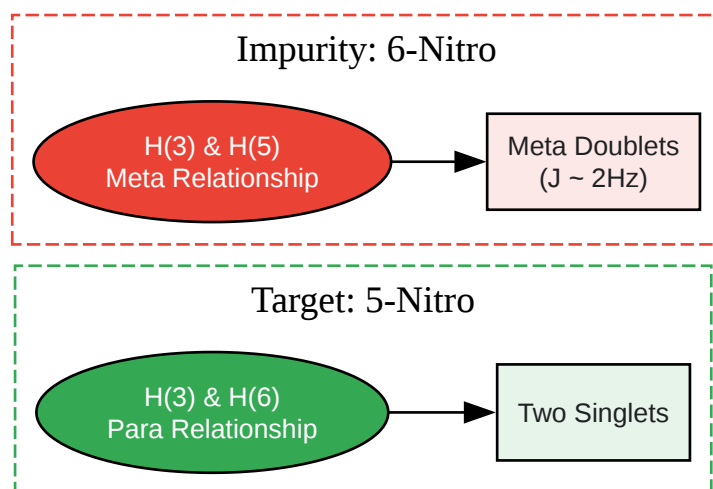 Impurity: 6-Nitro
H(3) & H(5)
Meta Relationship
Meta Doublets
(J ~ 2Hz)
Target: 5-Nitro
H(3) & H(6)
Para Relationship
Two Singlets